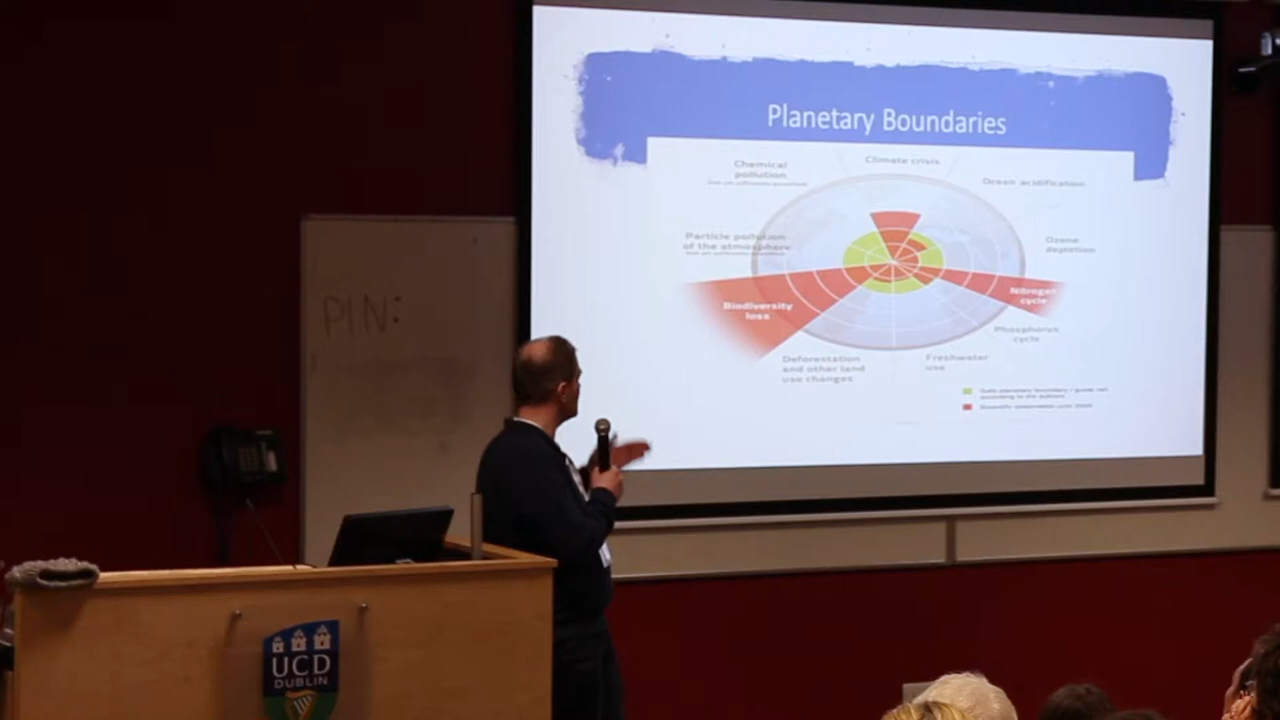 Planetary Boundaries
Climate crisis
Chemical
pollution
Ocean acidification
Particle pollution
of the atmosphere
Ozone
depletion
Biodiversity
loss
Nitrogen
cycle
Phosphorus
cycle
Deforestation
and other land
use changes
Freshwater
use
PIN:
UCD
DUBLIN